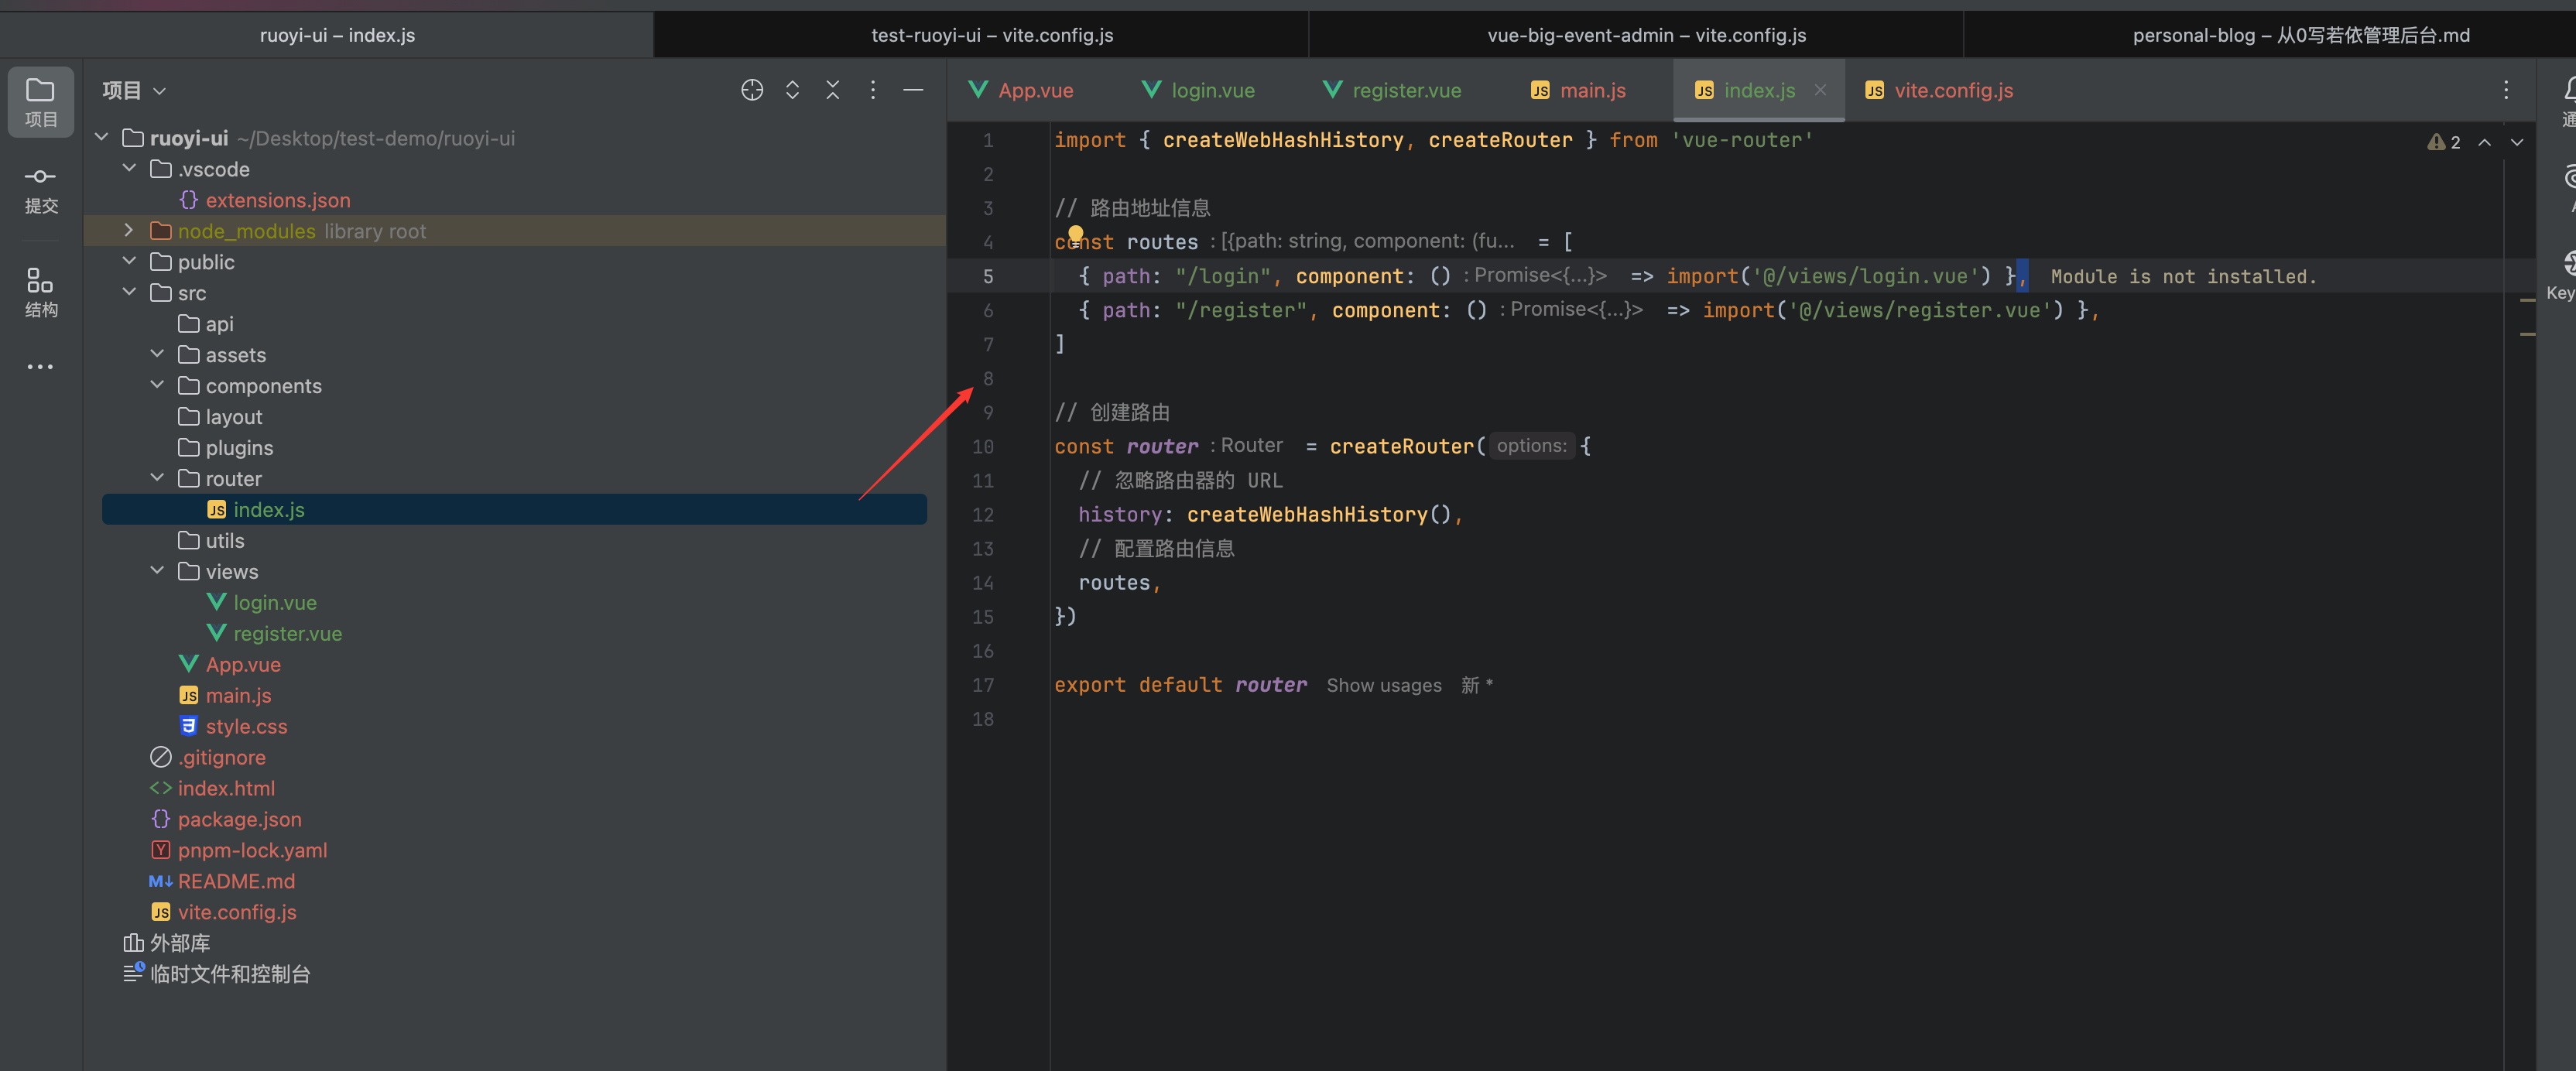 ruoyi-ui – index.js
test-ruoyi-ui – vite.config.js
vue-big-event-admin – vite.config.js
personal-blog – 从0写若依管理后台.md
项目
提交
结构
项目
ruoyi-ui ~/Desktop/test-demo/ruoyi-ui
.vscode
{} extensions.json
node_modules library root
public
src
api
assets
components
layout
plugins
router
JS index.js
utils
views
login.vue
register.vue
App.vue
JS main.js
style.css
.gitignore
<> index.html
{} package.json
Y pnpm-lock.yaml
M↓ README.md
JS vite.config.js
外部库
临时文件和控制台
App.vue
login.vue
register.vue
JS main.js
JS index.js
JS vite.config.js
2
1 import { createWebHashHistory, createRouter } from 'vue-router'
2
3 // 路由地址信息
4 const routes : [{path: string, component: (fu... = [
5 { path: "/login", component: () : Promise<{...}> => import('@/views/login.vue') }, Module is not installed.
6 { path: "/register", component: () : Promise<{...}> => import('@/views/register.vue') },
7 ]
8
9 // 创建路由
10 const router : Router = createRouter( options: {
11 // 忽略路由器的 URL
12 history: createWebHashHistory(),
13 // 配置路由信息
14 routes,
15 })
16
17 export default router Show usages 新 *
18
Key